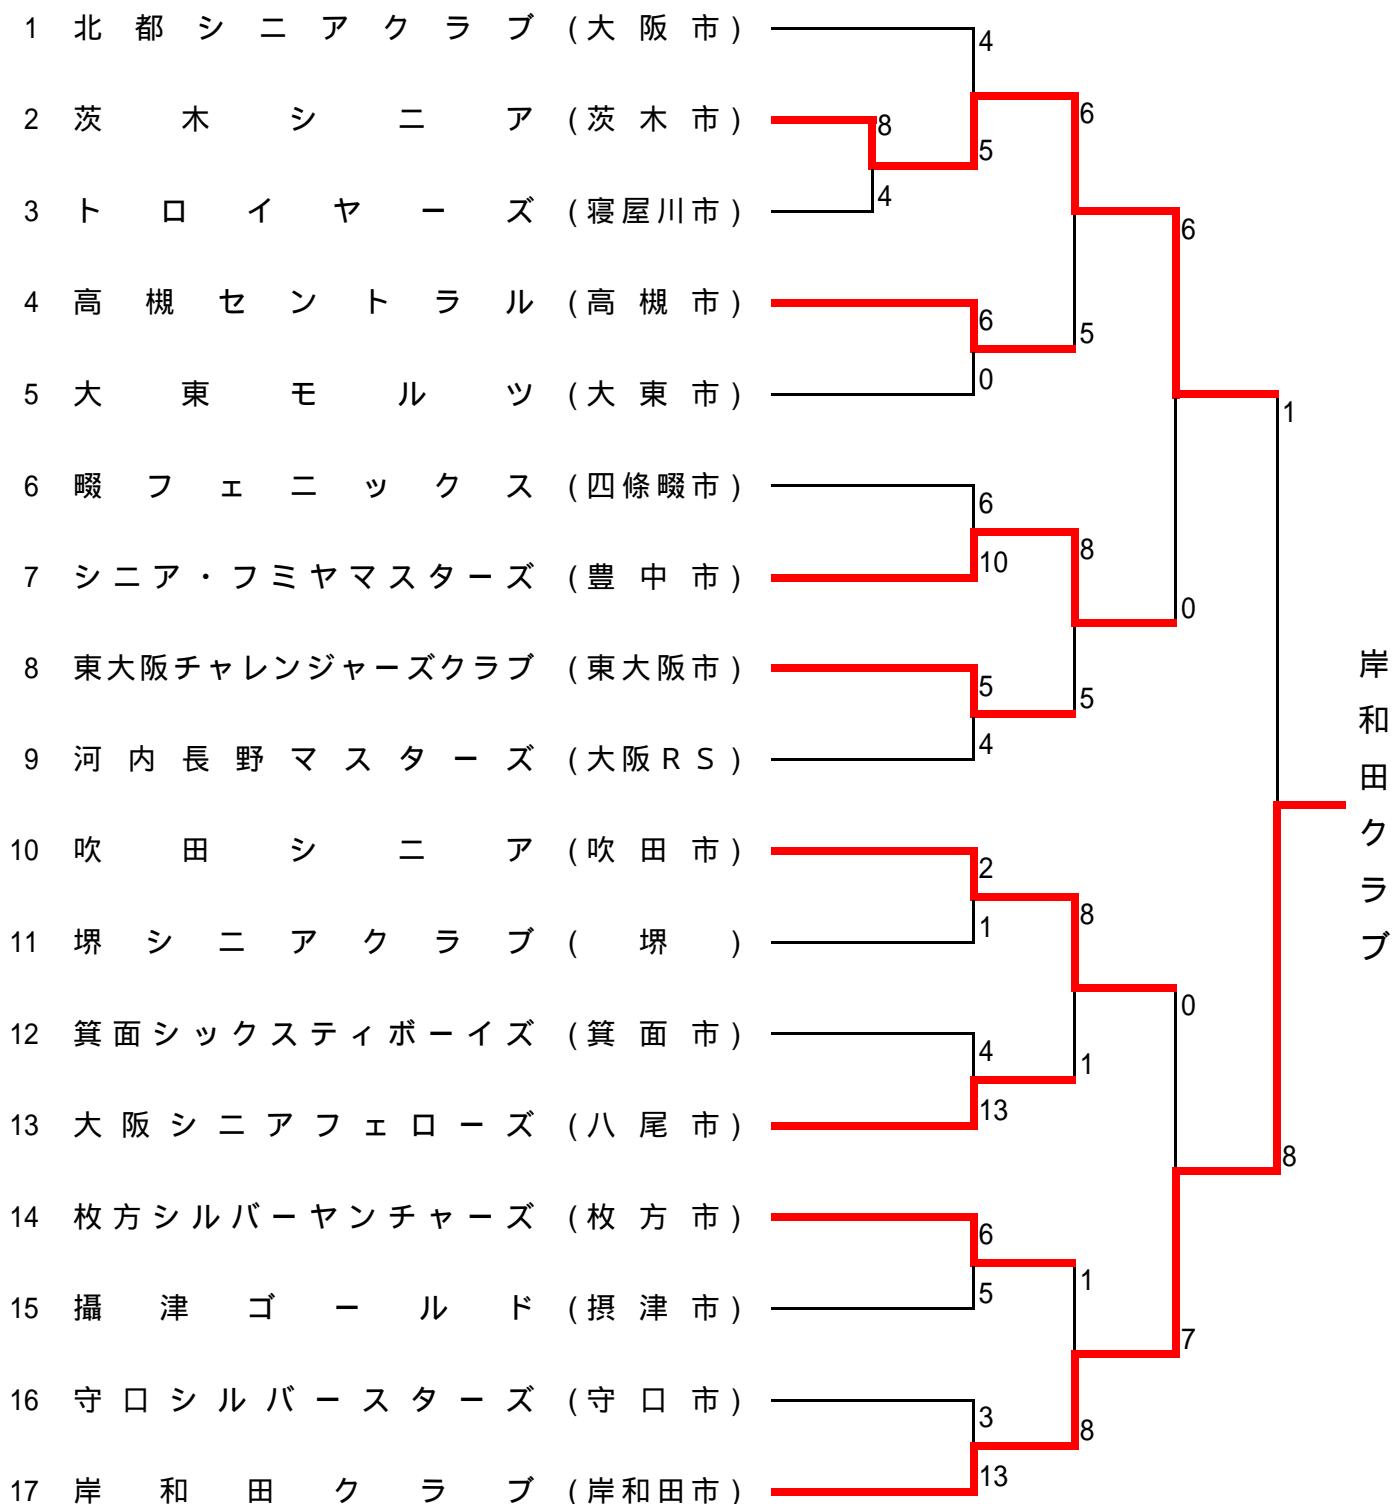 1 北都シニアクラブ (大阪市)
4
2 茨木シニア (茨木市)
8
6
5
3 トロイヤーズ (寝屋川市)
4
6
4 高槻セントラル (高槻市)
6
5
0
5 大東モルツ (大東市)
1
6 畷フェニックス (四條畷市)
6
8
10
7 シニア・フミヤマスターズ (豊中市)
0
8 東大阪チャレンジャーズクラブ (東大阪市)
5
5
4
9 河内長野マスターズ (大阪RS)
岸和田クラブ
10 吹田シニア (吹田市)
2
8
1
11 堺シニアクラブ (堺)
0
12 箕面シックスティボーイズ (箕面市)
4
1
13
13 大阪シニアフェローズ (八尾市)
8
14 枚方シルバーヤンチャーズ (枚方市)
6
1
5
15 攝津ゴールド (摂津市)
7
16 守口シルバースターズ (守口市)
3
8
13
17 岸和田クラブ (岸和田市)